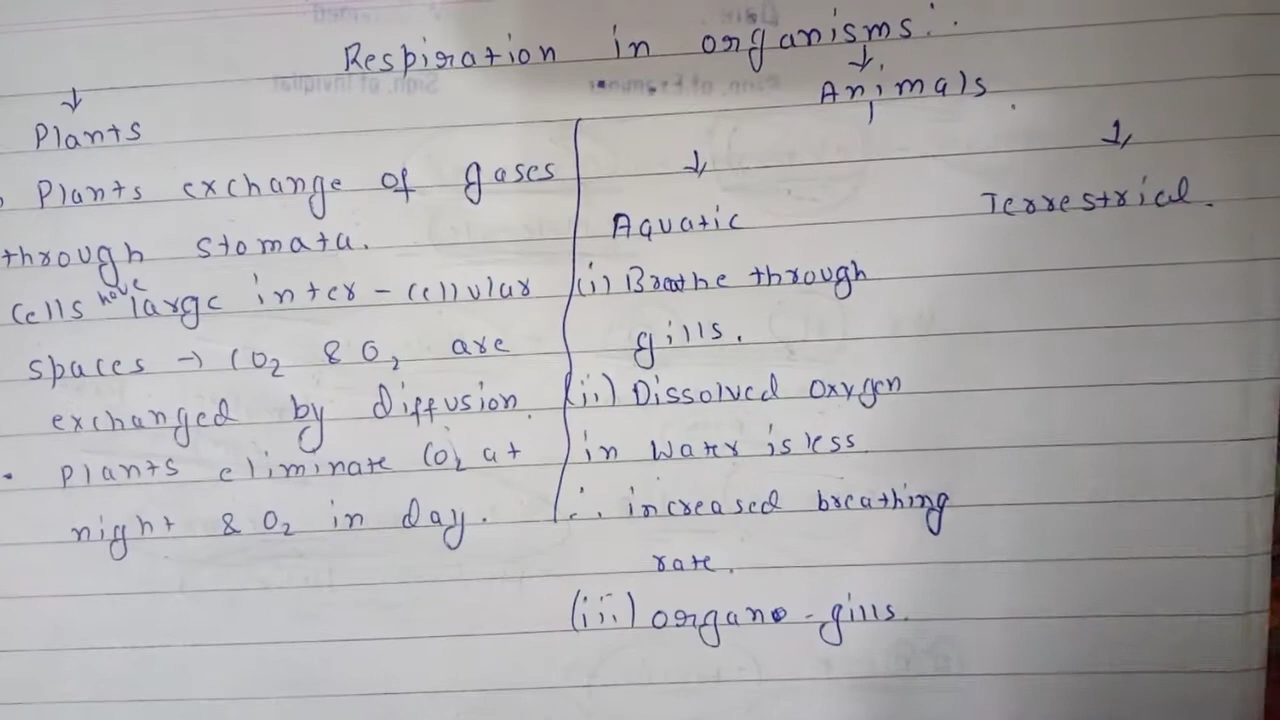 Respiration in organisms:.
↓
Plants
Plants exchange of gases
through stomata.
Cells have large inter-cellular
spaces → CO2 & O2 are
exchanged by diffusion.
• Plants eliminate CO2 at
night & O2 in day.
↓
Animals
↓
Aquatic
(i) Breathe through
gills.
(ii) Dissolved oxygen
in water is less
∴ increased breathing
rate.
(iii) organ - gills.
↓
Terrestrial.